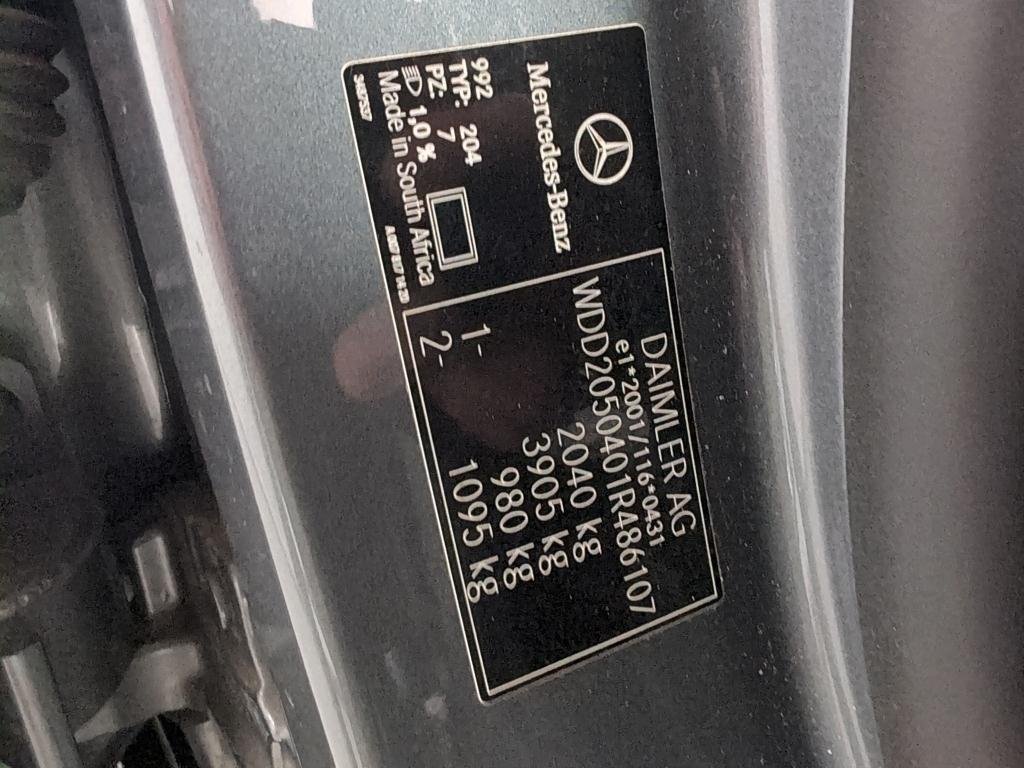 Mercedes-Benz
992
TYP: 204
PZ: 7
1,0 %
Made in South Africa
DAIMLER AG
e1*2001/116*0431
WDD2050401R486107
2040 kg
3905 kg
1- 980 kg
2- 1095 kg